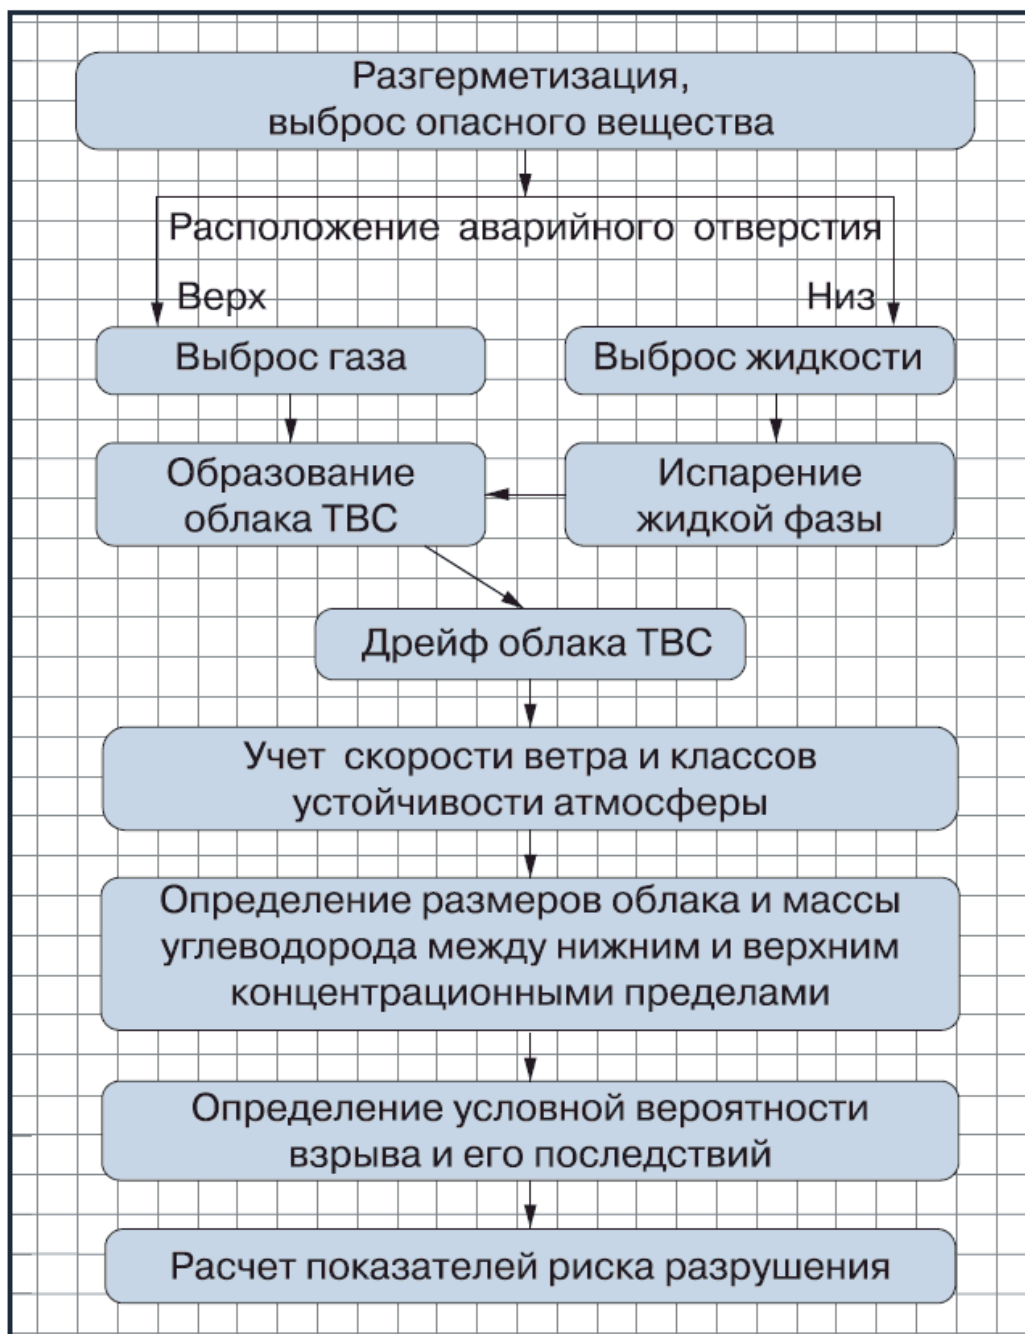 Разгерметизация,
выброс опасного вещества
Расположение аварийного отверстия
Верх
Низ
Выброс газа
Выброс жидкости
Образование
облака ТВС
Испарение
жидкой фазы
Дрейф облака ТВС
Учет скорости ветра и классов
устойчивости атмосферы
Определение размеров облака и массы
углеводорода между нижним и верхним
концентрационными пределами
Определение условной вероятности
взрыва и его последствий
Расчет показателей риска разрушения